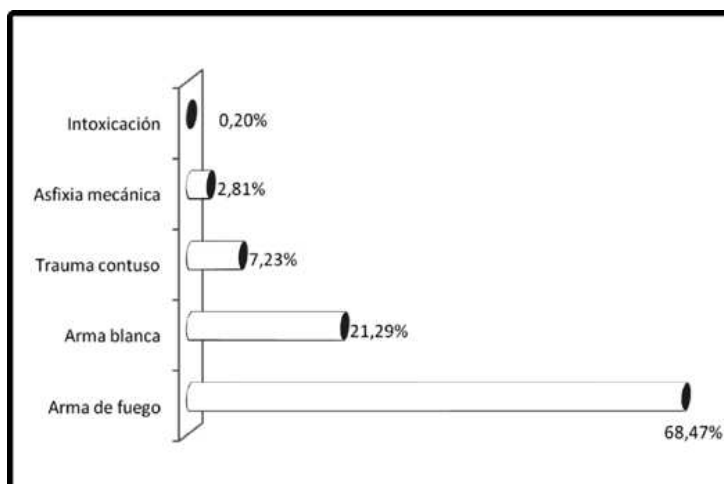 Intoxicación
0,20%
Asfixia mecánica
2,81%
Trauma contuso
7,23%
Arma blanca
21,29%
Arma de fuego
68,47%